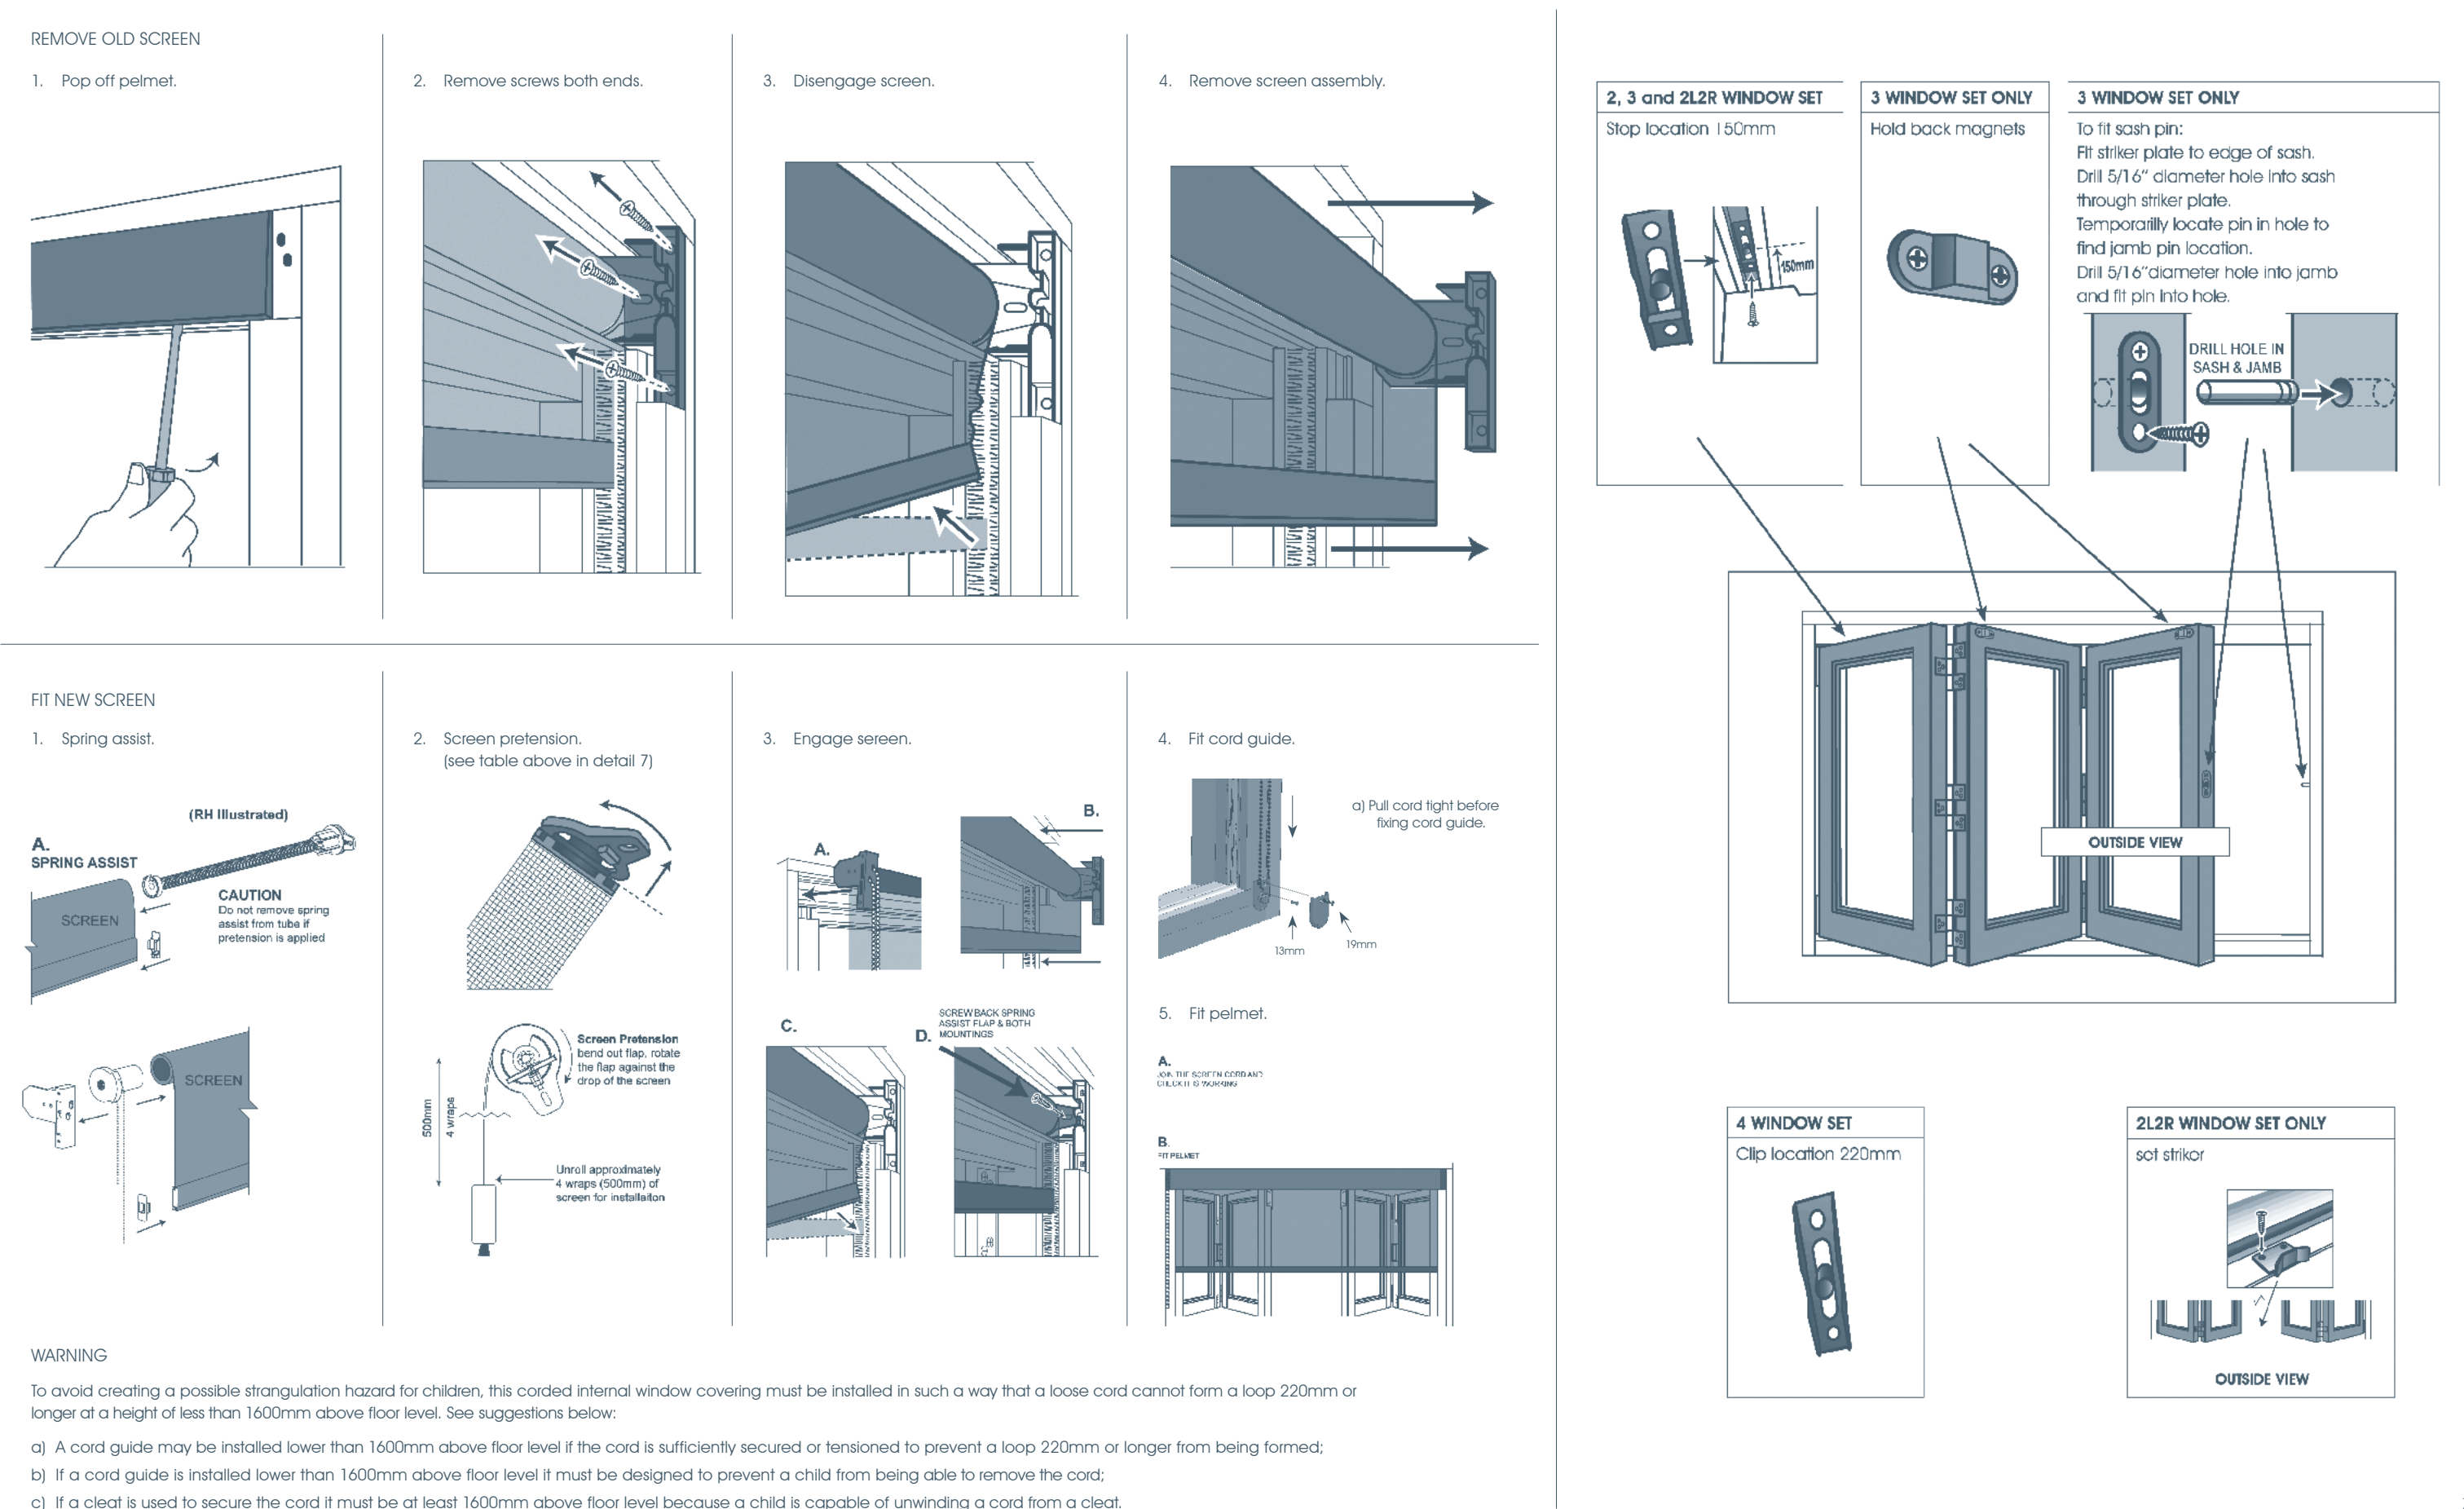 REMOVE OLD SCREEN
1. Pop off pelmet.
2. Remove screws both ends.
3. Disengage screen.
4. Remove screen assembly.
FIT NEW SCREEN
1. Spring assist.
(RH Illustrated)
A.
SPRING ASSIST
CAUTION
Do not remove spring
assist from tube if
pretension is applied
SCREEN
SCREEN
2. Screen pretension.
(see table above in detail 7)
Screen Pretension
bend out flap, rotate
the flap against the
drop of the screen
500mm
4 wraps
Unroll approximately
4 wraps (500mm) of
screen for installaiton
3. Engage sereen.
A.
B.
C.
D.
SCREW BACK SPRING
ASSIST FLAP & BOTH
MOUNTINGS
4. Fit cord guide.
a) Pull cord tight before
fixing cord guide.
13mm
19mm
5. Fit pelmet.
A.
JOIN THE SCREEN CORD AND
CHECK IT IS WORKING
B.
FIT PELMET
WARNING
To avoid creating a possible strangulation hazard for children, this corded internal window covering must be installed in such a way that a loose cord cannot form a loop 220mm or
longer at a height of less than 1600mm above floor level. See suggestions below:
a) A cord guide may be installed lower than 1600mm above floor level if the cord is sufficiently secured or tensioned to prevent a loop 220mm or longer from being formed;
b) If a cord guide is installed lower than 1600mm above floor level it must be designed to prevent a child from being able to remove the cord;
c) If a cleat is used to secure the cord it must be at least 1600mm above floor level because a child is capable of unwinding a cord from a cleat.
2, 3 and 2L2R WINDOW SET
Stop location 150mm
150mm
3 WINDOW SET ONLY
Hold back magnets
3 WINDOW SET ONLY
To fit sash pin:
Fit striker plate to edge of sash.
Drill 5/16" diameter hole into sash
through striker plate.
Temporarilly locate pin in hole to
find jamb pin location.
Drill 5/16"diameter hole into jamb
and fit pin into hole.
DRILL HOLE IN
SASH & JAMB
OUTSIDE VIEW
4 WINDOW SET
Clip location 220mm
2L2R WINDOW SET ONLY
set striker
OUTSIDE VIEW